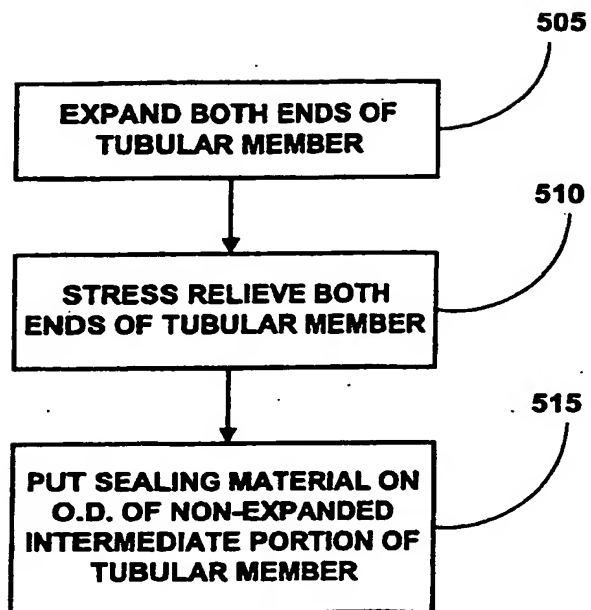 505
EXPAND BOTH ENDS OF
TUBULAR MEMBER
510
STRESS RELIEVE BOTH
ENDS OF TUBULAR MEMBER
515
PUT SEALING MATERIAL ON
O.D. OF NON-EXPANDED
INTERMEDIATE PORTION OF
TUBULAR MEMBER